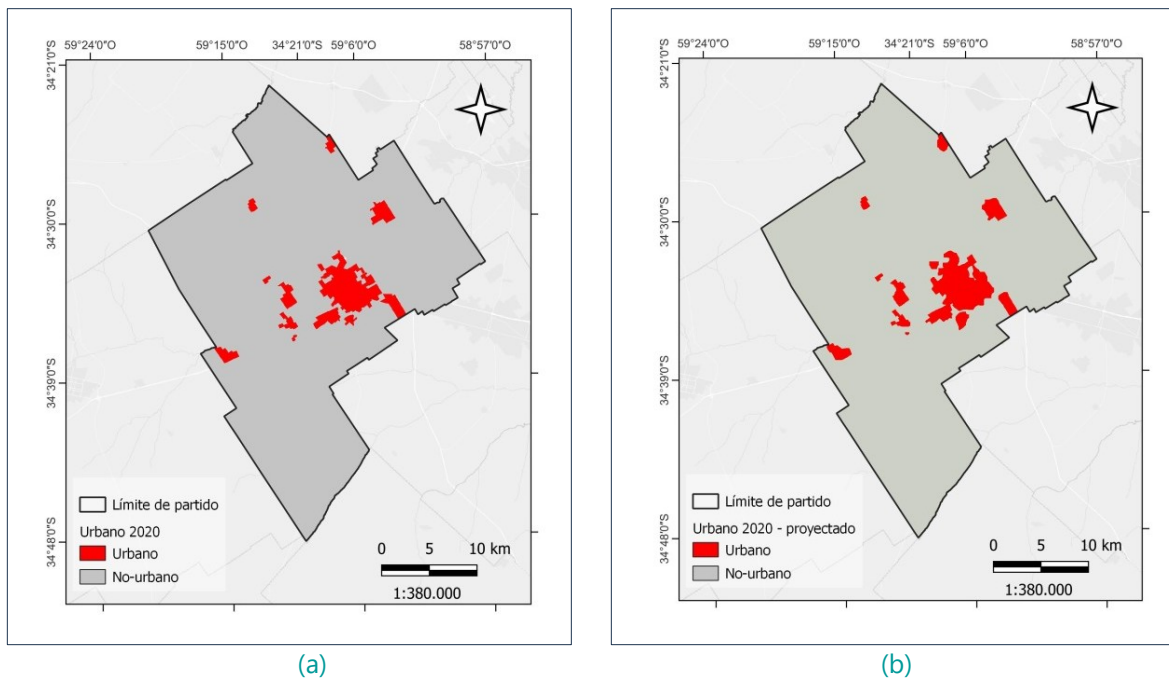 59°24'0"O 59°15'0"O 34°21'0"S 59°6'0"O 58°57'0"O
34°21'0"S
34°30'0"S
34°39'0"S
34°48'0"S
Límite de partido
Urbano 2020
Urbano
No-urbano
0 5 10 km
1:380.000
(a)
59°24'0"O 59°15'0"O 34°21'0"S 59°6'0"O 58°57'0"O
34°21'0"S
34°30'0"S
34°39'0"S
34°48'0"S
Límite de partido
Urbano 2020 - proyectado
Urbano
No-urbano
0 5 10 km
1:380.000
(b)